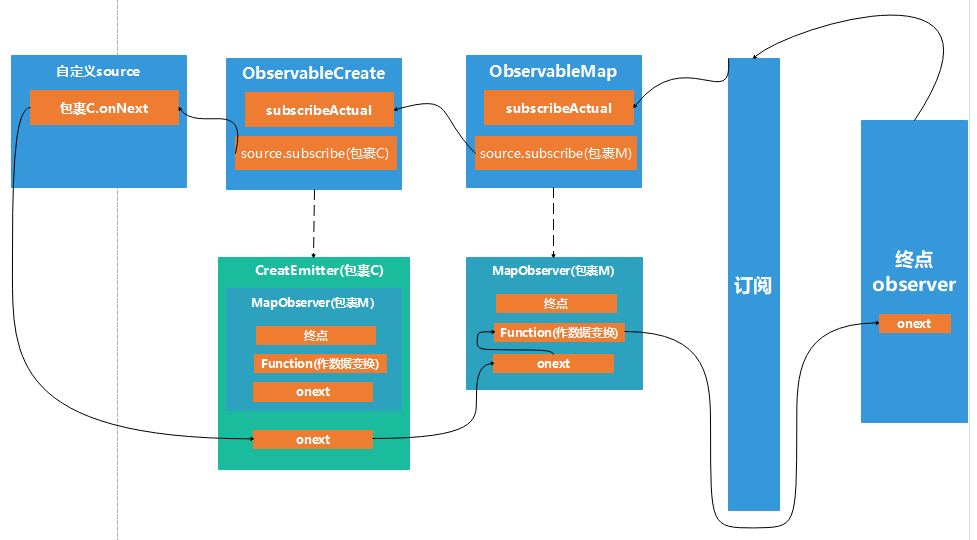 自定义source
包裹C.onNext
ObservableCreate
subscribeActual
source.subscribe(包裹C)
ObservableMap
subscribeActual
source.subscribe(包裹M)
CreatEmitter(包裹C)
MapObserver(包裹M)
终点
Function(作数据变换)
onext
onext
MapObserver(包裹M)
终点
Function(作数据变换)
onext
订阅
终点
observer
onext